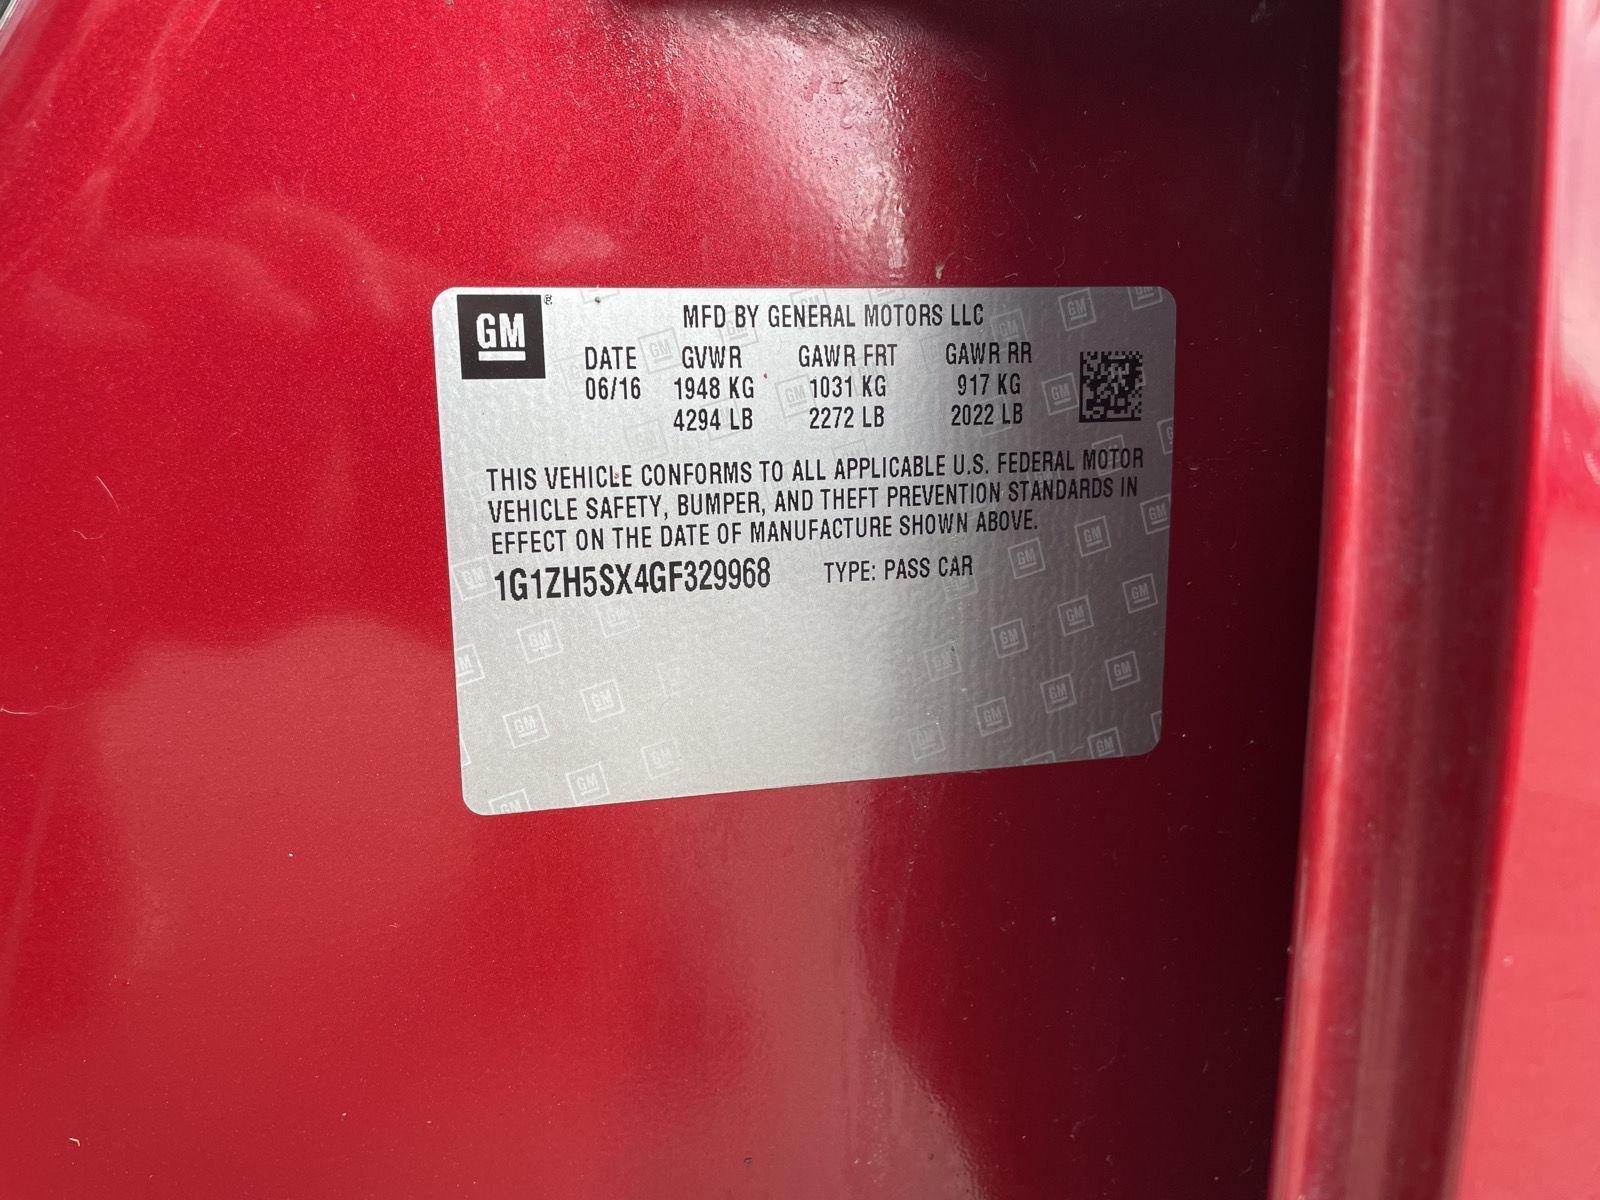 GM ®
MFD BY GENERAL MOTORS LLC
DATE GVWR GAWR FRT GAWR RR
06/16 1948 KG 1031 KG 917 KG
4294 LB 2272 LB 2022 LB
THIS VEHICLE CONFORMS TO ALL APPLICABLE U.S. FEDERAL MOTOR
VEHICLE SAFETY, BUMPER, AND THEFT PREVENTION STANDARDS IN
EFFECT ON THE DATE OF MANUFACTURE SHOWN ABOVE.
1G1ZH5SX4GF329968 TYPE: PASS CAR